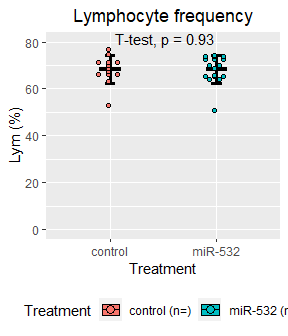 Lymphocyte frequency
T-test, p = 0.93
80
60
40
20
0
Lym (%)
control
miR-532
Treatment
Treatment
control (n=)
miR-532 (r